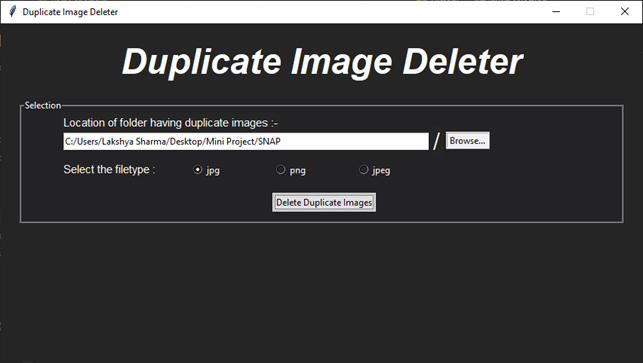 Duplicate Image Deleter
Duplicate Image Deleter
Selection
Location of folder having duplicate images :-
C:/Users/Lakshya Sharma/Desktop/Mini Project/SNAP / Browse...
Select the filetype : jpg png jpeg
Delete Duplicate Images